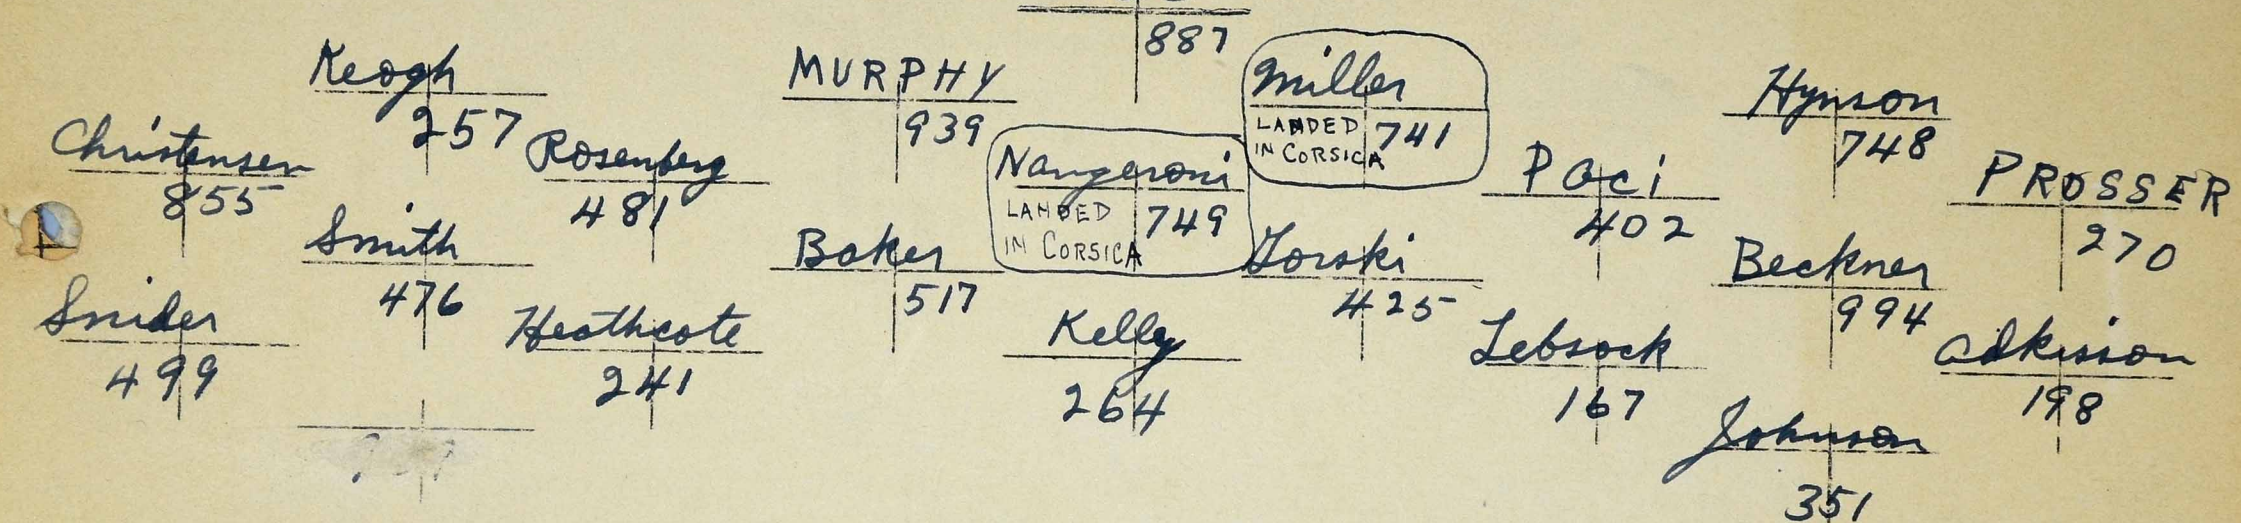 887
Keogh
257
MURPHY
939
Miller
LANDED IN CORSICA
741
Hynson
748
Christensen
855
Rosenberg
481
Nangeroni
LANDED IN CORSICA
749
Paci
402
PROSSER
270
Smith
476
Baker
517
Gorski
425
Beckner
994
Snider
499
Heathcote
241
Kelley
264
Lebsock
167
Adkisson
198
Johnson
351